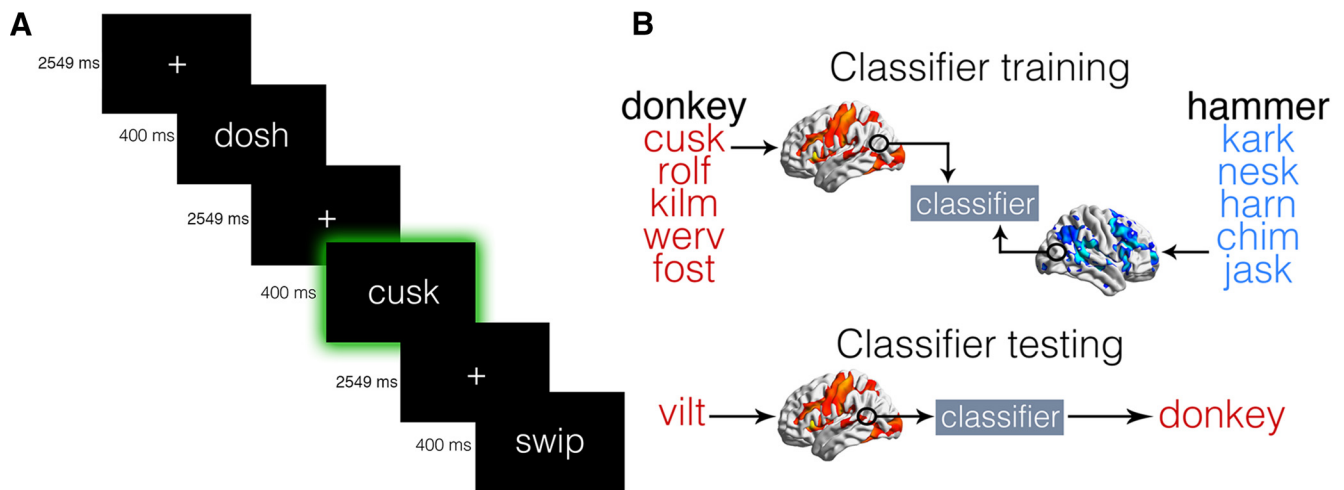 A
2549 ms
+
400 ms
dosh
2549 ms
+
400 ms
cusk
2549 ms
+
400 ms
swip
B
Classifier training
donkey
cusk
rolf
kilm
werv
fost
classifier
hammer
kark
nesk
harn
chim
jask
Classifier testing
vilt
classifier
donkey